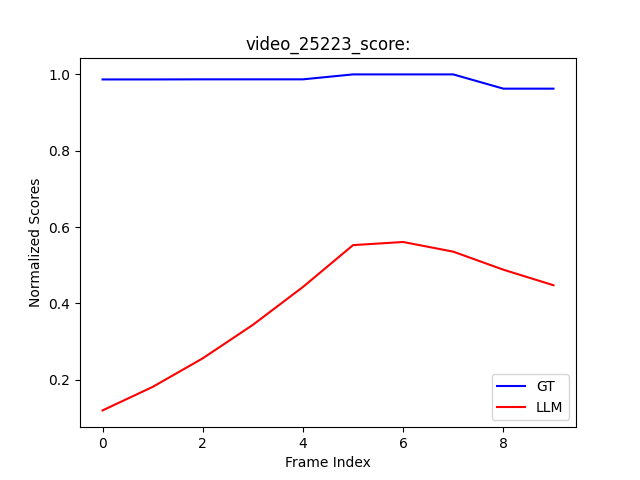 video_25223_score:
Normalized Scores
1.0
0.8
0.6
0.4
0.2
GT
LLM
0 2 4 6 8
Frame Index